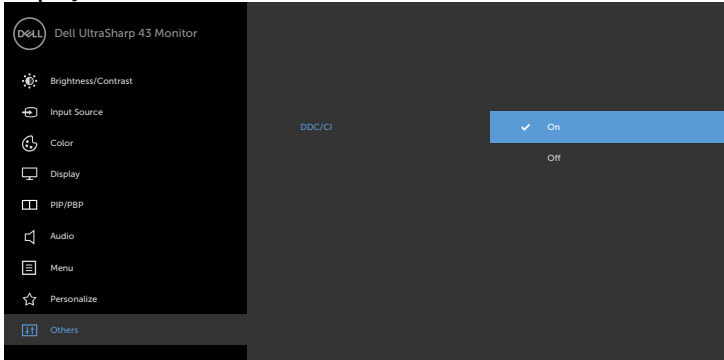 DELL Dell UltraSharp 43 Monitor
Brightness/Contrast
Input Source
Color
DDC/CI
On
Off
Display
PIP/PBP
Audio
Menu
Personalize
Others